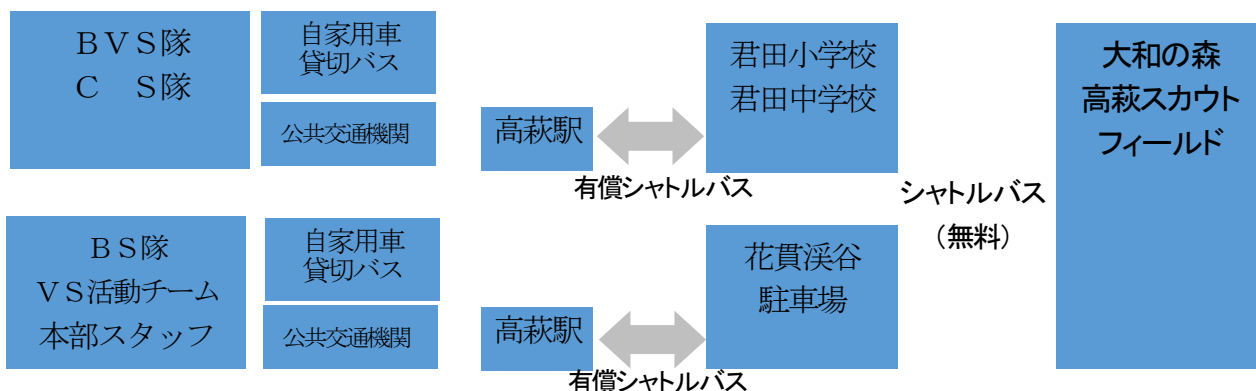 ＢＶＳ隊
Ｃ　Ｓ隊
自家用車
貸切バス
公共交通機関
高萩駅
有償シャトルバス
君田小学校
君田中学校
シャトルバス
（無料）
大和の森
高萩スカウト
フィールド
ＢＳ隊
ＶＳ活動チーム
本部スタッフ
自家用車
貸切バス
公共交通機関
高萩駅
有償シャトルバス
花貫渓谷
駐車場